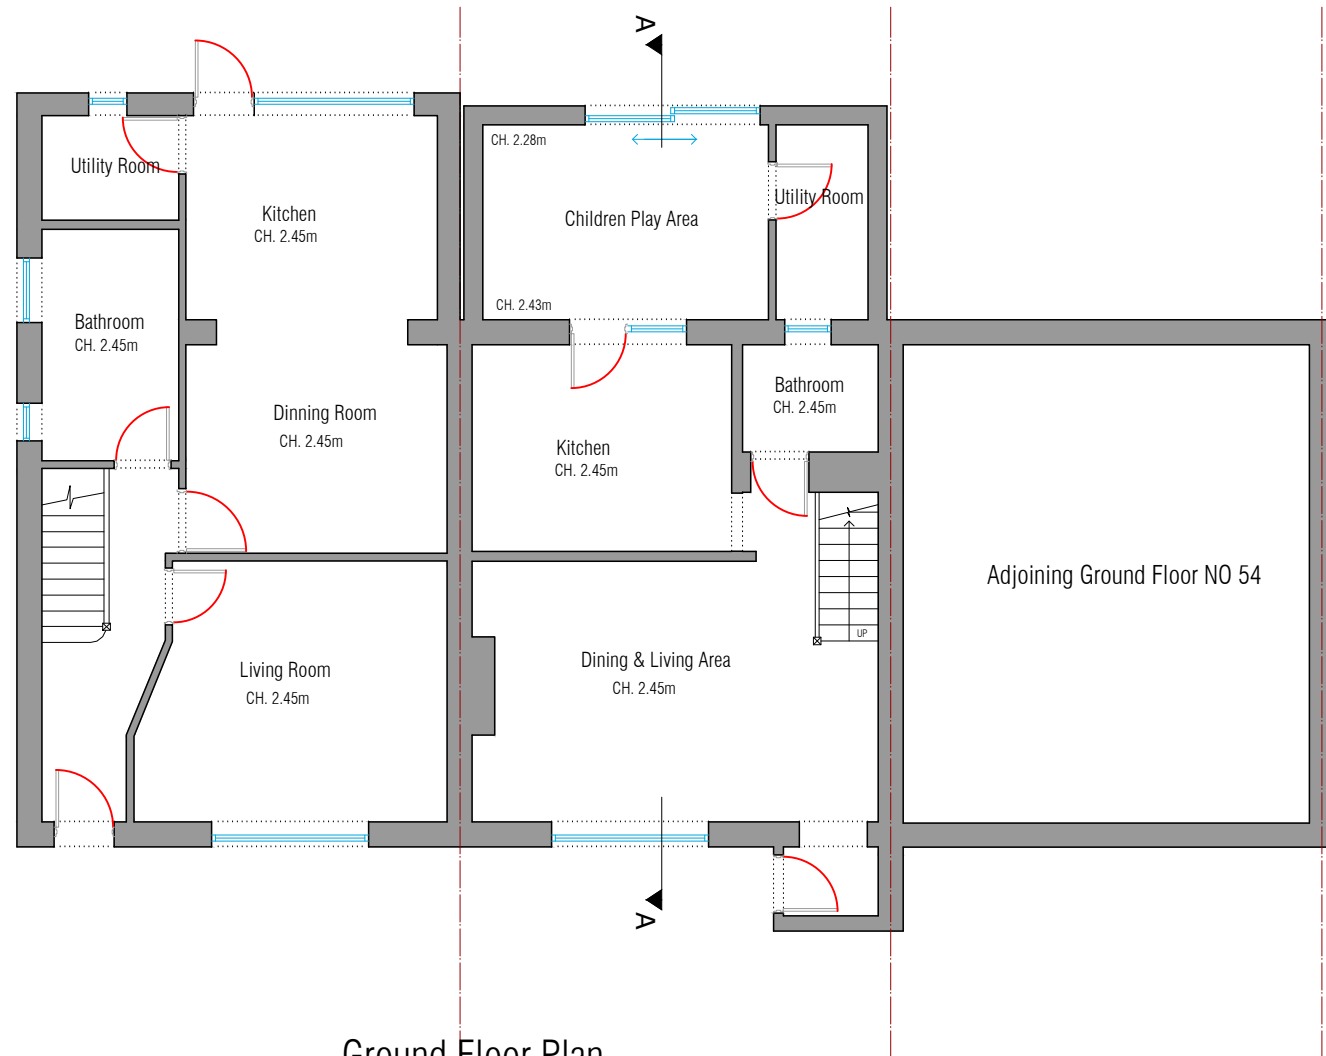 A
CH. 2.28m
Utility Room
Utility Room
Kitchen
CH. 2.45m
Children Play Area
CH. 2.43m
Bathroom
CH. 2.45m
Bathroom
CH. 2.45m
Dinning Room
CH. 2.45m
Kitchen
CH. 2.45m
Adjoining Ground Floor NO 54
UP
Living Room
CH. 2.45m
Dining & Living Area
CH. 2.45m
A
Ground Floor Plan